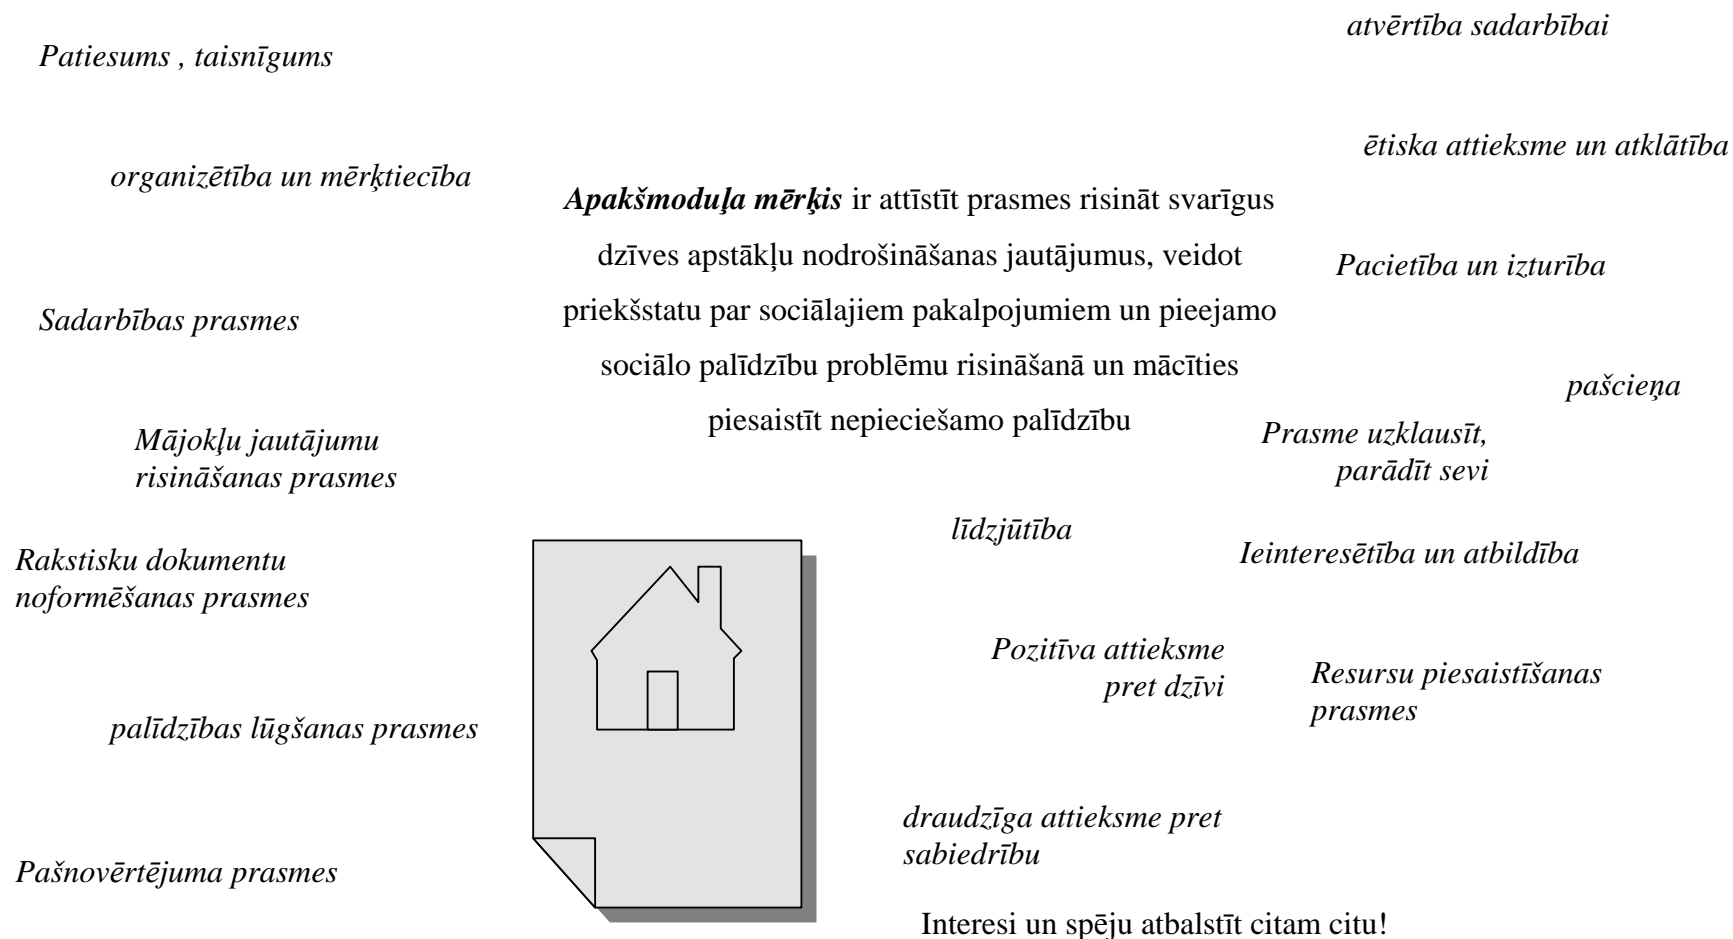 atvērtība sadarbībai
Patiesums , taisnīgums
ētiska attieksme un atklātība
organizētība un mērķtiecība
Apakšmoduļa mērķis ir attīstīt prasmes risināt svarīgus
dzīves apstākļu nodrošināšanas jautājumus, veidot
priekšstatu par sociālajiem pakalpojumiem un pieejamo
sociālo palīdzību problēmu risināšanā un mācīties
piesaistīt nepieciešamo palīdzību
Pacietība un izturība
Sadarbības prasmes
pašcieņa
Mājokļu jautājumu
risināšanas prasmes
Prasme uzklausīt,
parādīt sevi
līdzjūtība
Ieinteresētība un atbildība
Rakstisku dokumentu
noformēšanas prasmes
Pozitīva attieksme
pret dzīvi
Resursu piesaistīšanas
prasmes
palīdzības lūgšanas prasmes
draudzīga attieksme pret
sabiedrību
Pašnovērtējuma prasmes
Interesi un spēju atbalstīt citam citu!